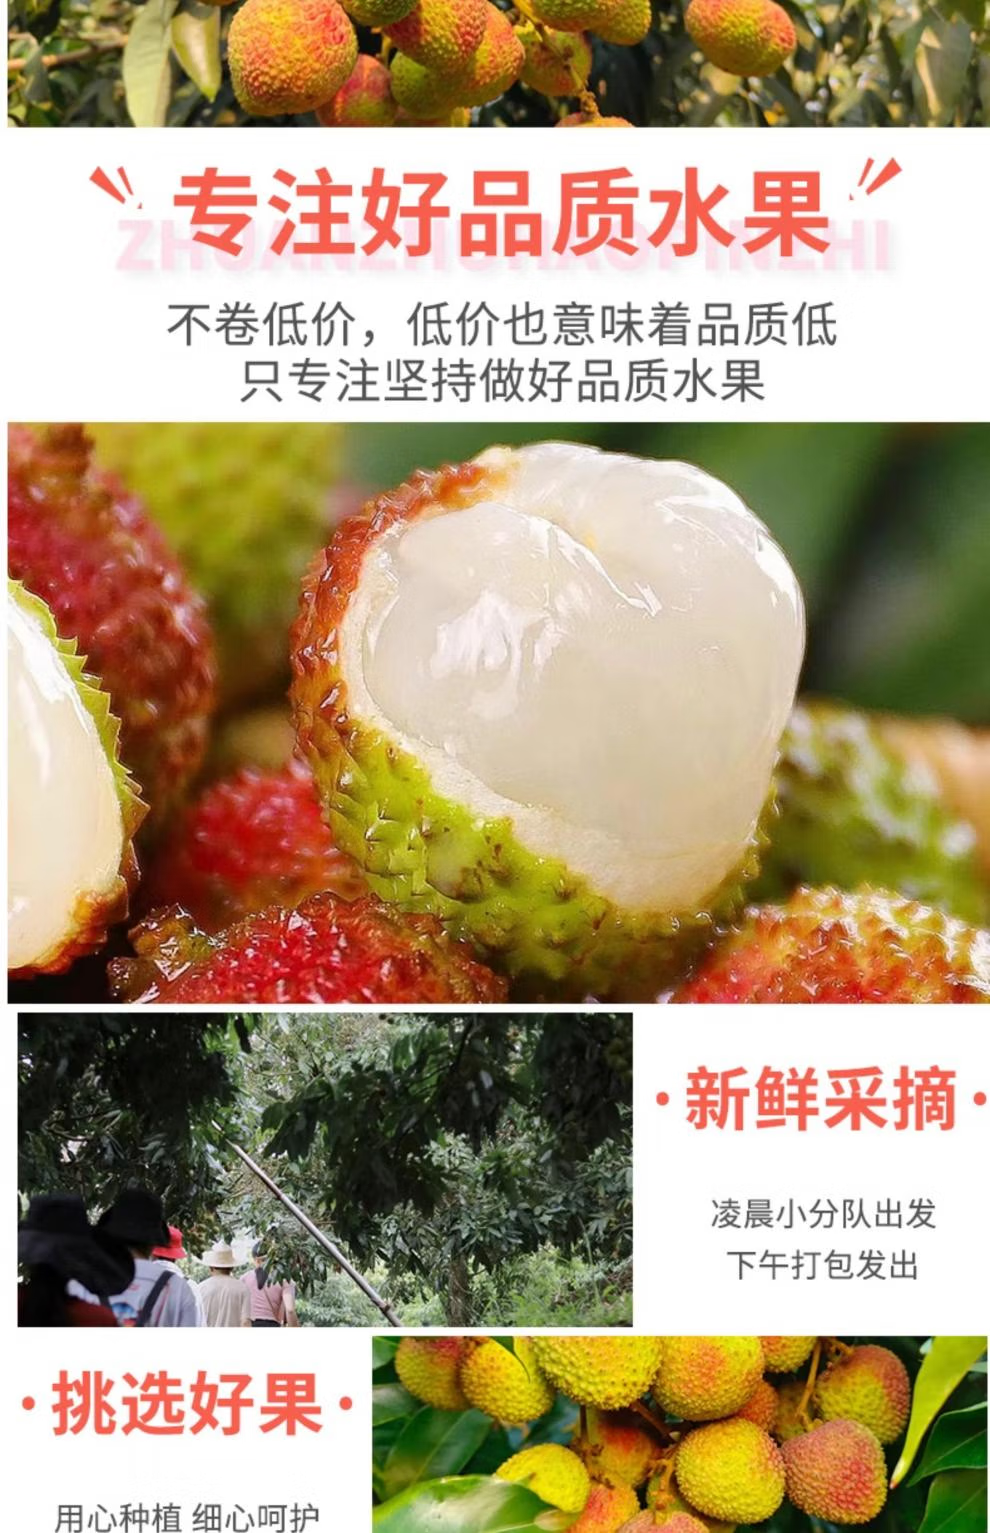 专注好品质水果
ZHUANZHUHAOPINZHI
不卷低价，低价也意味着品质低
只专注坚持做好品质水果
·新鲜采摘·
凌晨小分队出发
下午打包发出
·挑选好果·
用心种植 细心呵护